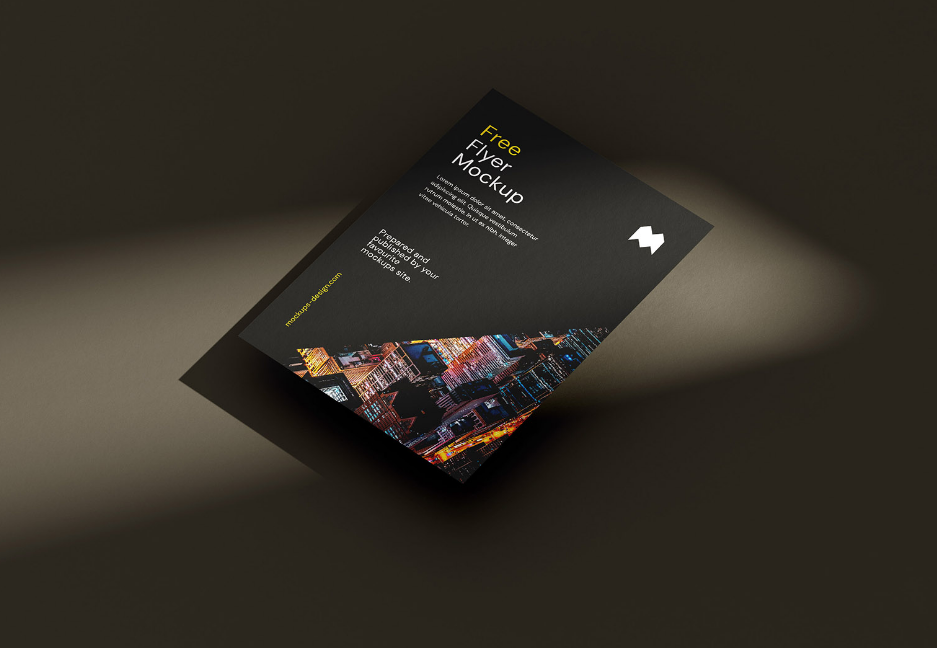 Free
Flyer
Mockup
Lorem ipsum dolor sit amet, consectetur
adipiscing elit. Quisque vestibulum
rutrum molestie. In ut ex nibh. Integer
vitae vehicula tortor.
Prepared and
published by your
favourite
mockups site.
mockups-design.com